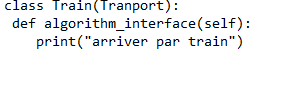 class Train(Tranport):
 def algorithm_interface(self):
    print("arriver par train")